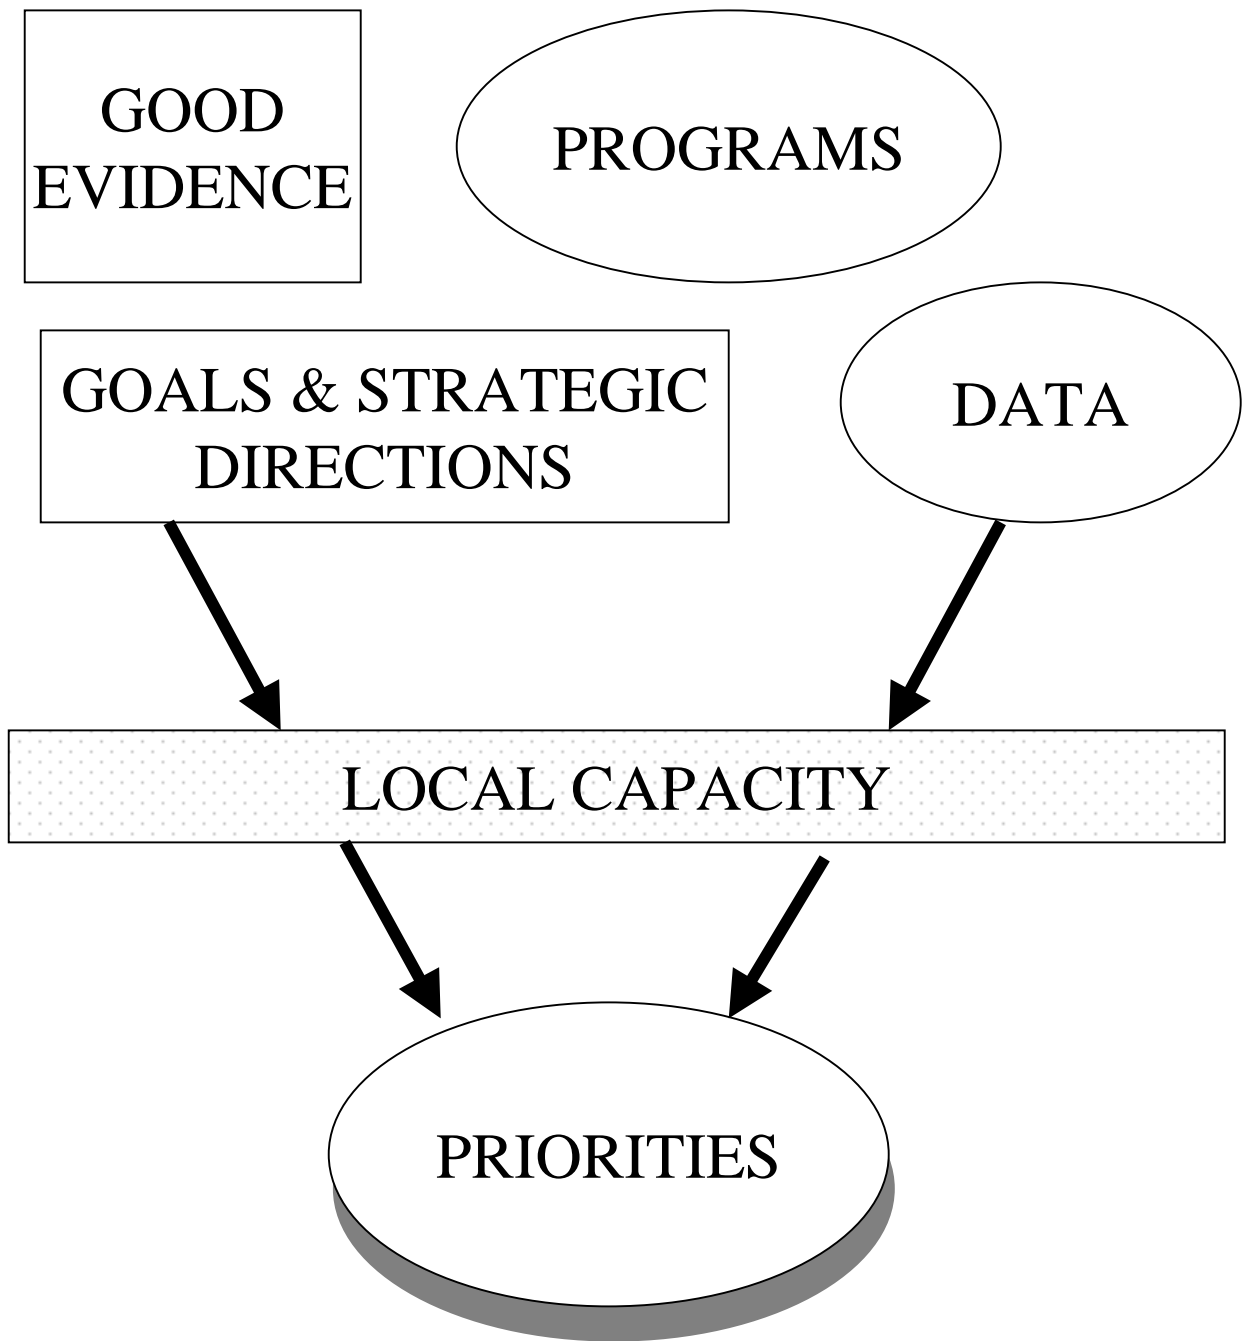 GOOD
EVIDENCE
PROGRAMS
GOALS & STRATEGIC
DIRECTIONS
DATA
LOCAL CAPACITY
PRIORITIES